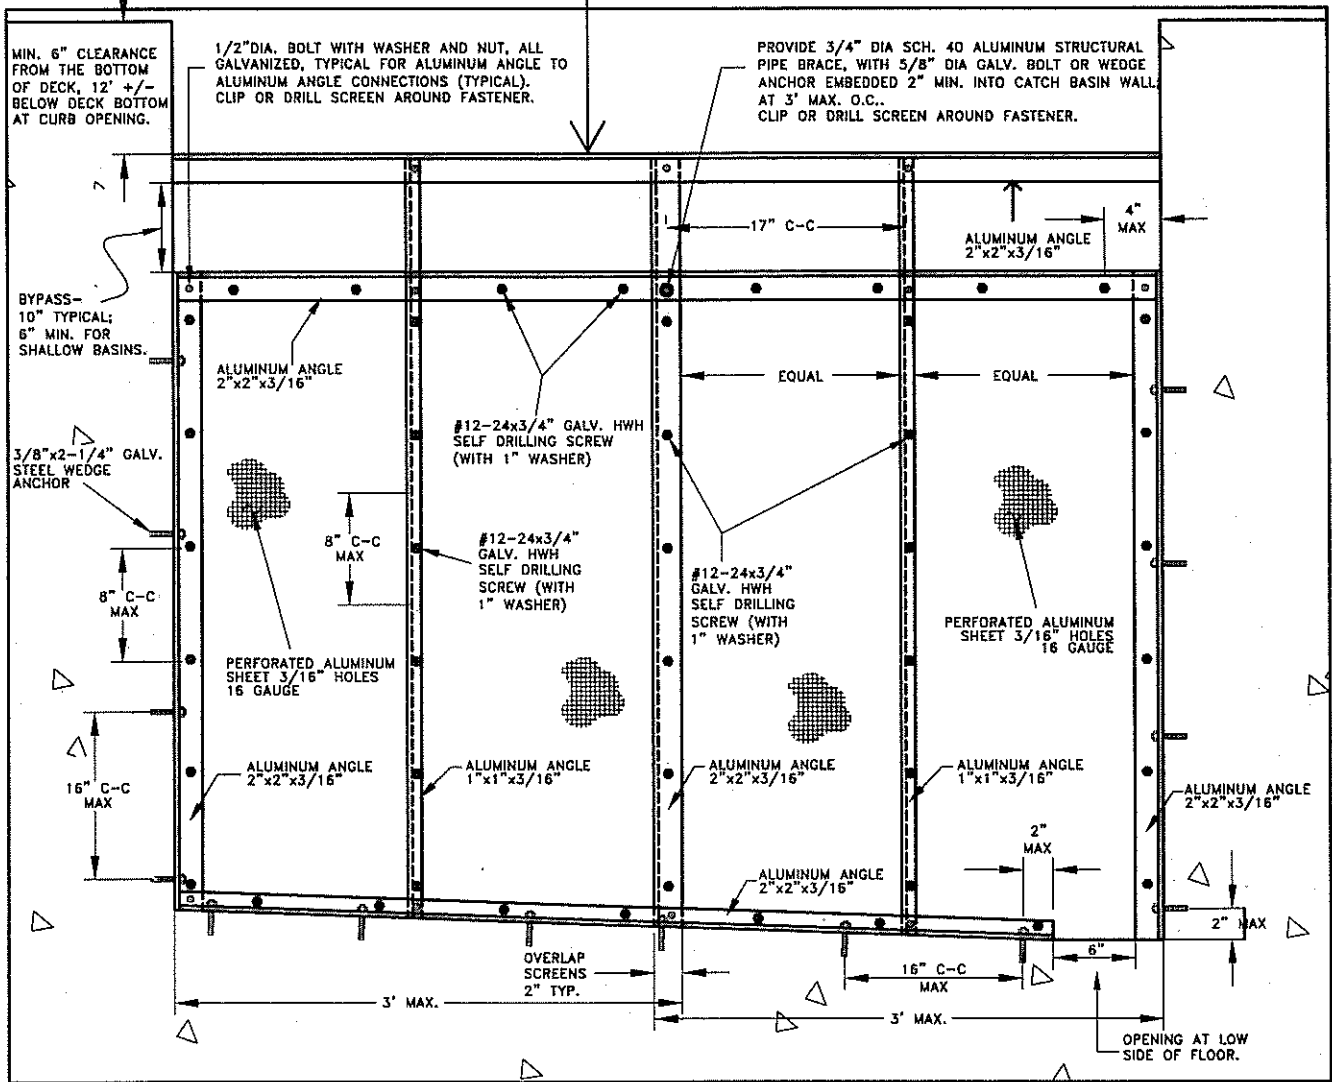 MIN. 6" CLEARANCE
FROM THE BOTTOM
OF DECK, 12' +/-
BELOW DECK BOTTOM
AT CURB OPENING.
1/2"DIA. BOLT WITH WASHER AND NUT, ALL
GALVANIZED, TYPICAL FOR ALUMINUM ANGLE TO
ALUMINUM ANGLE CONNECTIONS (TYPICAL).
CLIP OR DRILL SCREEN AROUND FASTENER.
PROVIDE 3/4" DIA SCH. 40 ALUMINUM STRUCTURAL
PIPE BRACE, WITH 5/8" DIA GALV. BOLT OR WEDGE
ANCHOR EMBEDDED 2" MIN. INTO CATCH BASIN WALL,
AT 3' MAX. O.C..
CLIP OR DRILL SCREEN AROUND FASTENER.
17" C-C
ALUMINUM ANGLE
2"x2"x3/16"
4"
MAX
BYPASS-
10" TYPICAL;
6" MIN. FOR
SHALLOW BASINS.
ALUMINUM ANGLE
2"x2"x3/16"
EQUAL
EQUAL
#12-24x3/4" GALV. HWH
SELF DRILLING SCREW
(WITH 1" WASHER)
3/8"x2-1/4" GALV.
STEEL WEDGE
ANCHOR
8" C-C
MAX
#12-24x3/4"
GALV. HWH
SELF DRILLING
SCREW (WITH
1" WASHER)
#12-24x3/4"
GALV. HWH
SELF DRILLING
SCREW (WITH
1" WASHER)
8" C-C
MAX
PERFORATED ALUMINUM
SHEET 3/16" HOLES
16 GAUGE
PERFORATED ALUMINUM
SHEET 3/16" HOLES
16 GAUGE
16" C-C
MAX
ALUMINUM ANGLE
2"x2"x3/16"
ALUMINUM ANGLE
1"x1"x3/16"
ALUMINUM ANGLE
2"x2"x3/16"
ALUMINUM ANGLE
1"x1"x3/16"
ALUMINUM ANGLE
2"x2"x3/16"
2"
MAX
ALUMINUM ANGLE
2"x2"x3/16"
2" MAX
OVERLAP
SCREENS
2" TYP.
16" C-C
MAX
6"
3' MAX.
3' MAX.
OPENING AT LOW
SIDE OF FLOOR.